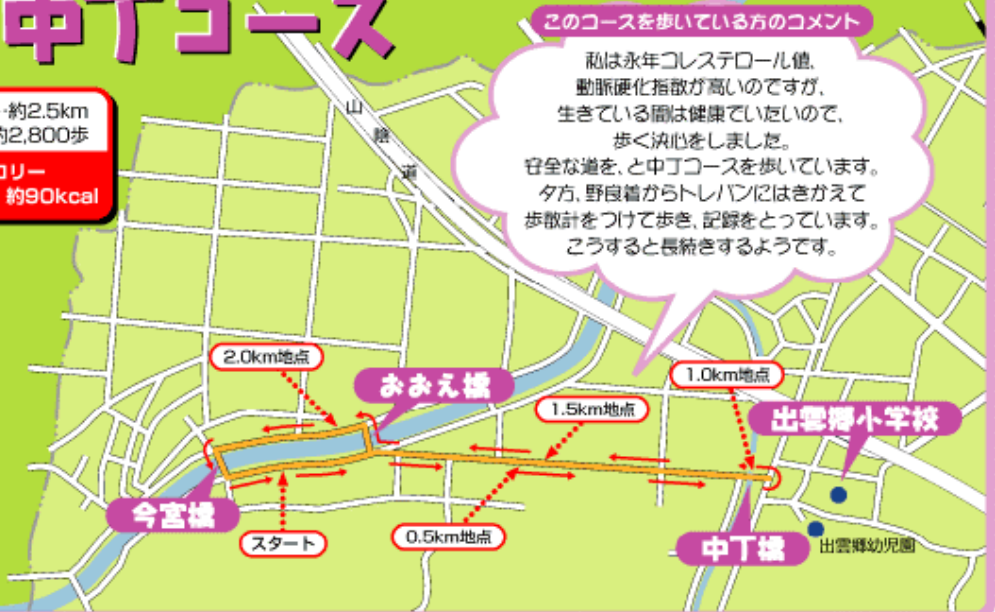 中丁コース
約2.5km
約2,800歩
カロリー
約90kcal
このコースを歩いている方のコメント
私は永年コレステロール値、
動脈硬化指数が高いのですが、
生きている間は健康でいたいので、
歩く決心をしました。
安全な道を、と中丁コースを歩いています。
夕方、野良着からトレパンにはきかえて
歩数計をつけて歩き、記録をとっています。
こうすると長続きするようです。
山陰道
2.0km地点
おおえ橋
1.0km地点
1.5km地点
出雲郷小学校
今宮橋
スタート
0.5km地点
中丁橋
出雲郷幼児園